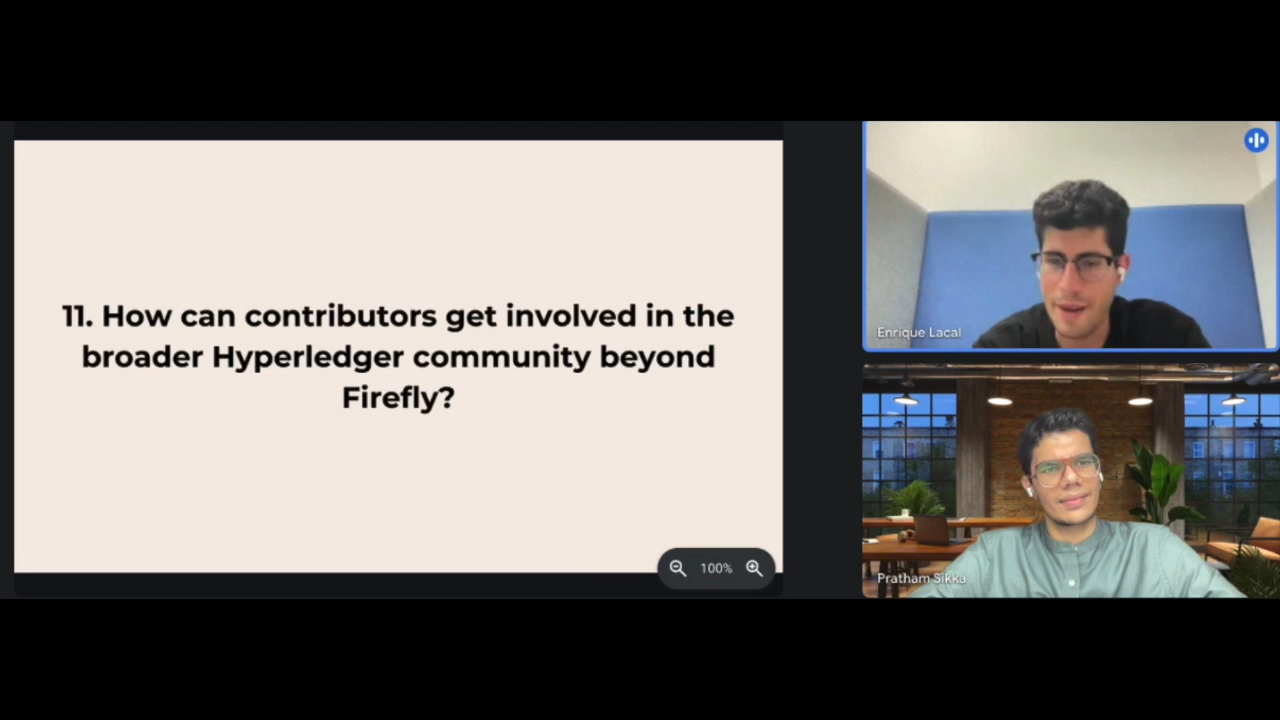 11. How can contributors get involved in the
broader Hyperledger community beyond
Firefly?
100%
Enrique Lacal
Pratham Sikka